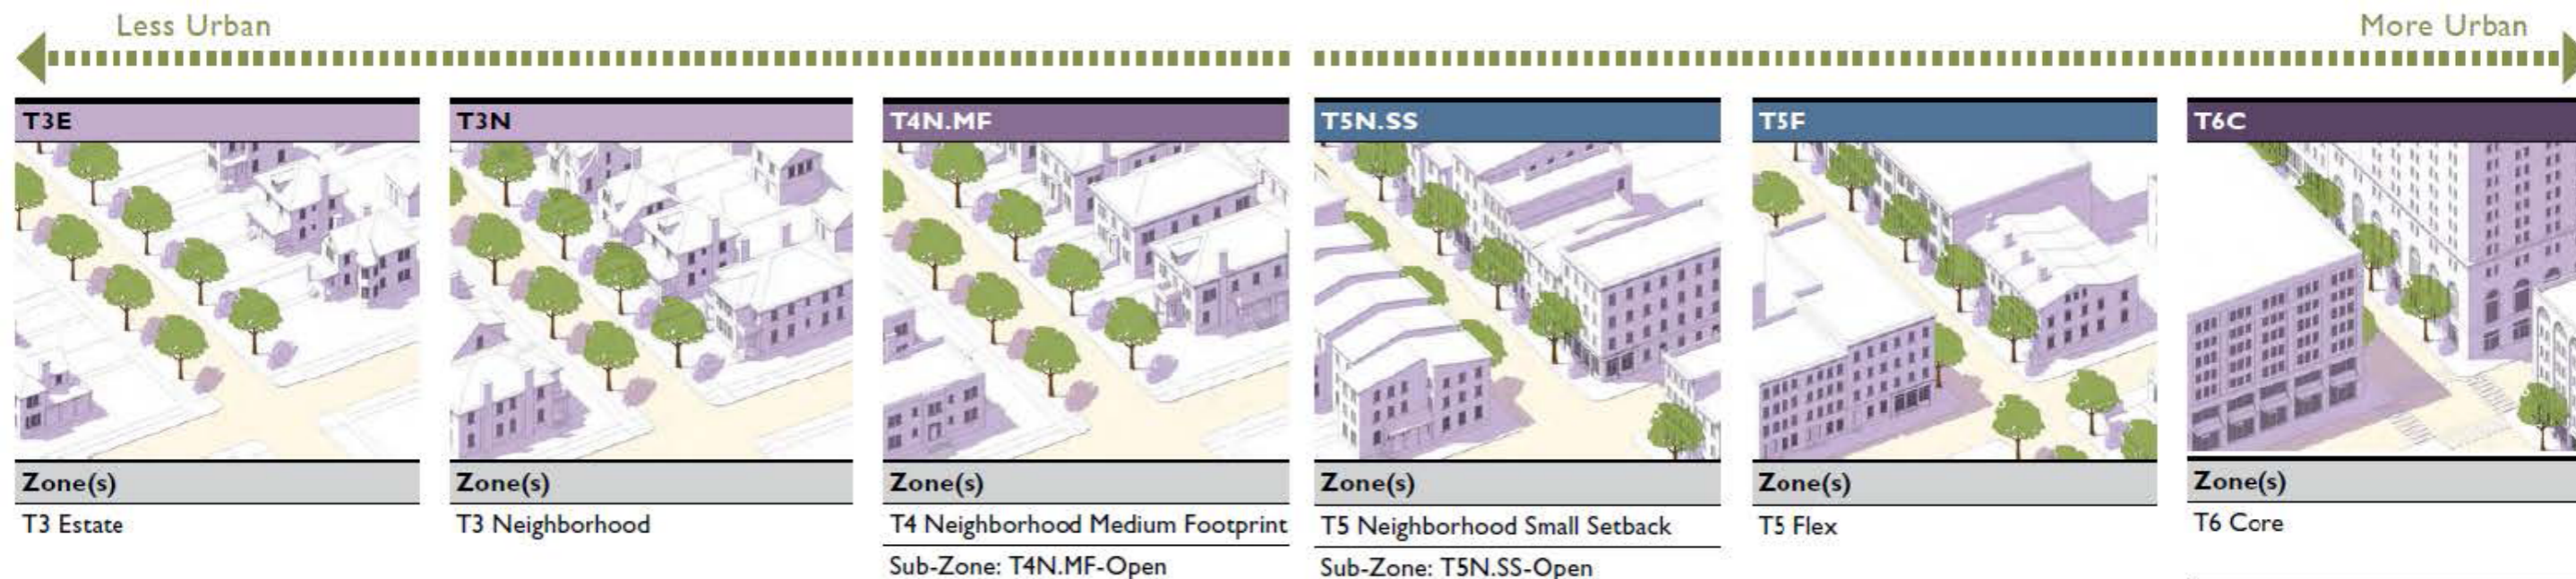 Less Urban
More Urban
T3E
T3N
T4N.MF
T5N.SS
T5F
T6C
Zone(s)
Zone(s)
Zone(s)
Zone(s)
Zone(s)
Zone(s)
T3 Estate
T3 Neighborhood
T4 Neighborhood Medium Footprint
T5 Neighborhood Small Setback
T5 Flex
T6 Core
Sub-Zone: T4N.MF-Open
Sub-Zone: T5N.SS-Open